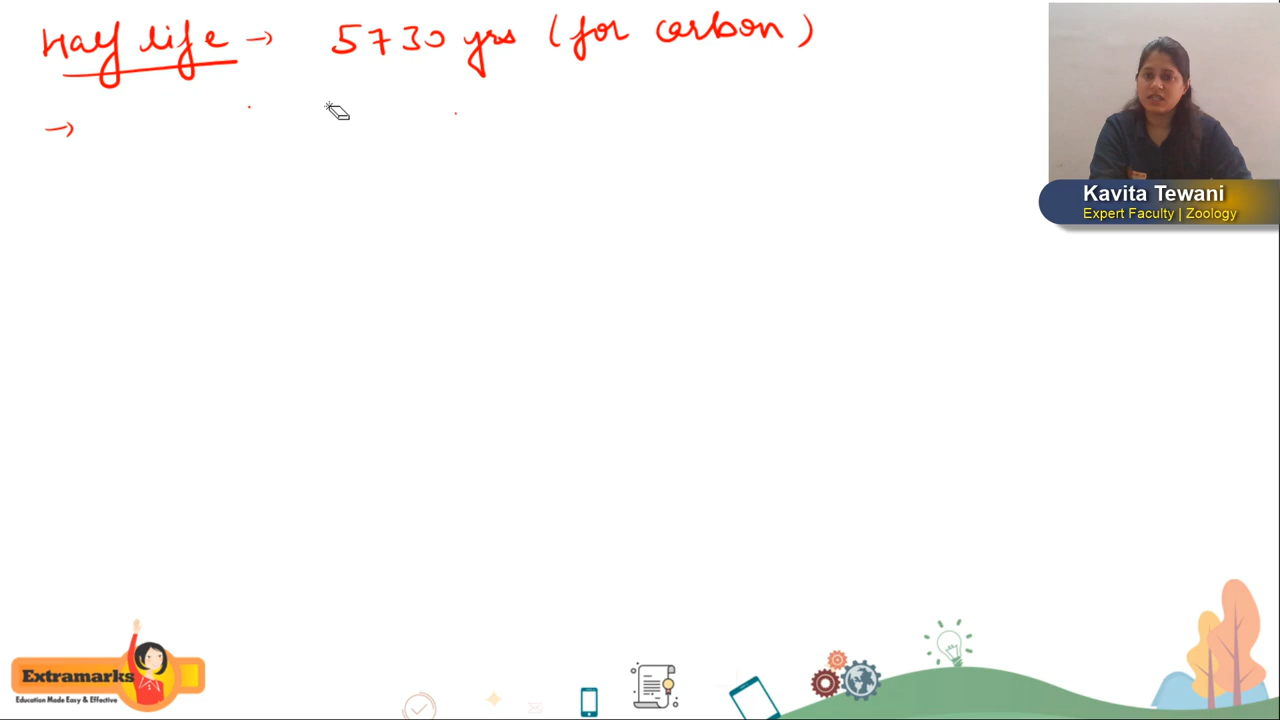 Half life → 5730 yrs (for carbon)
→
Kavita Tewani
Expert Faculty | Zoology
Extramarks
Education Made Easy & Effective